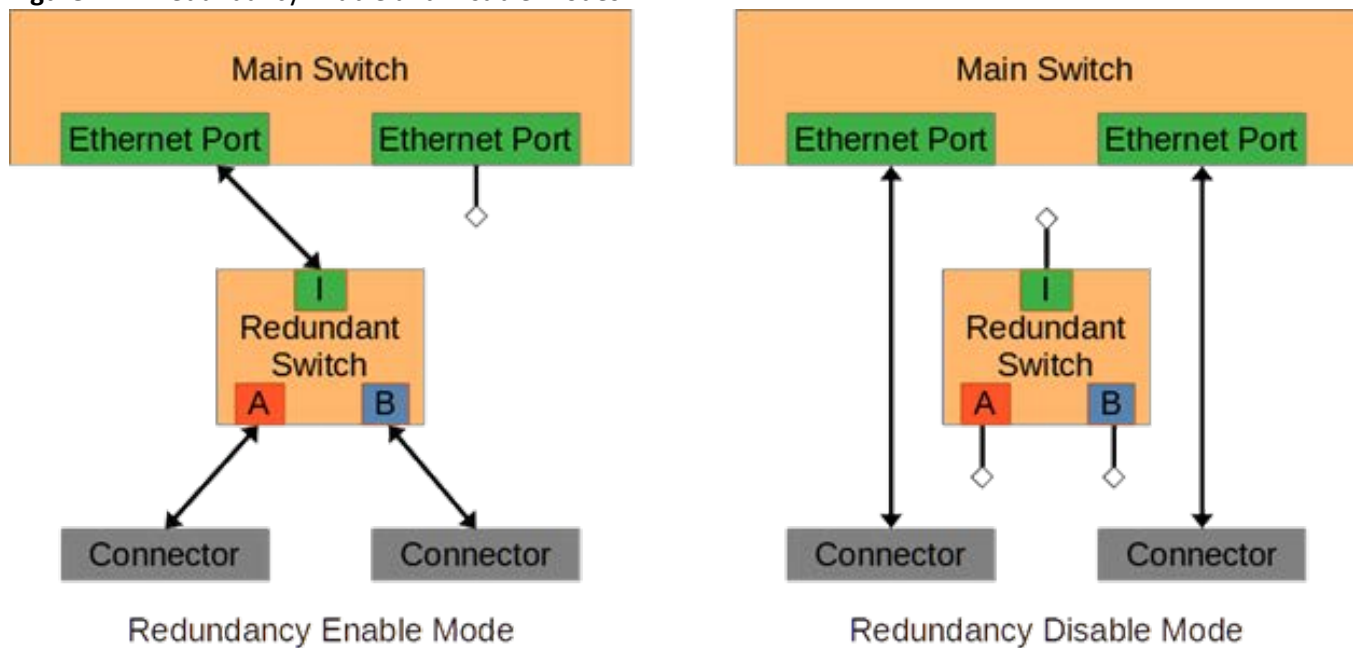 Main Switch
Ethernet Port
Ethernet Port
I
Redundant
Switch
A
B
Connector
Connector
Redundancy Enable Mode
Main Switch
Ethernet Port
Ethernet Port
I
Redundant
Switch
A
B
Connector
Connector
Redundancy Disable Mode